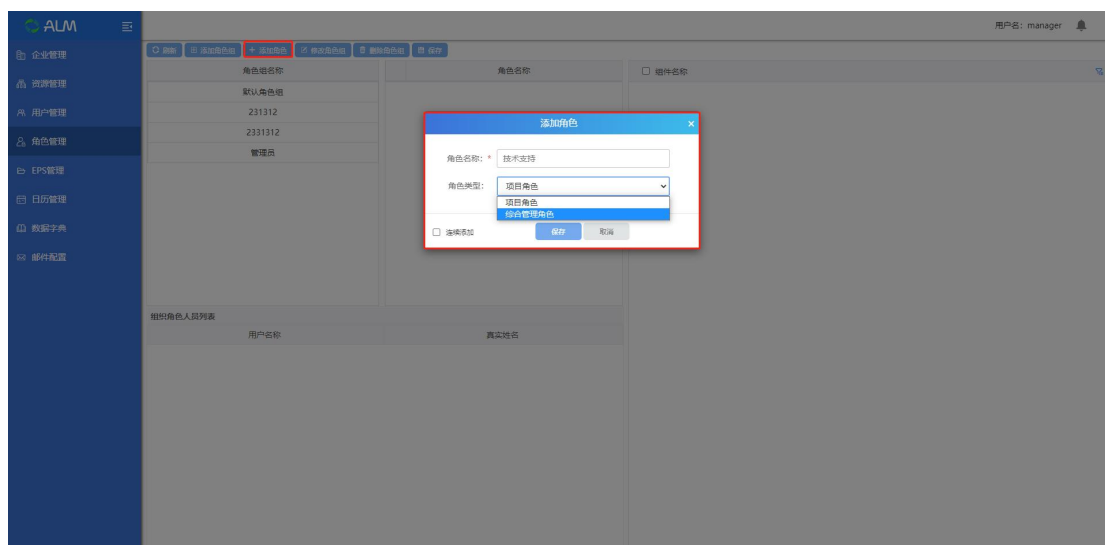 ALM
用户名: manager
企业管理
资源管理
用户管理
角色管理
EPS管理
日历管理
数据字典
邮件配置
刷新 添加角色组 添加角色 修改角色组 删除角色组 保存
角色组名称 角色名称 组件名称
默认角色组
231312
2331312
管理员
添加角色 ×
角色名称: * 技术支持
角色类型: 项目角色
项目角色
综合管理角色
连续添加 保存 取消
组织角色人员列表
用户名称 真实姓名